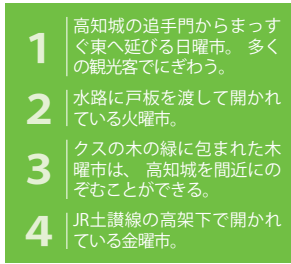 1
高知城の追手門からまっす
ぐ東へ延びる日曜市。 多く
の観光客でにぎわう。
2
水路に戸板を渡して開かれ
ている火曜市。
3
クスの木の緑に包まれた木
曜市は、 高知城を間近にの
ぞむことができる。
4
JR土讃線の高架下で開かれ
ている金曜市。